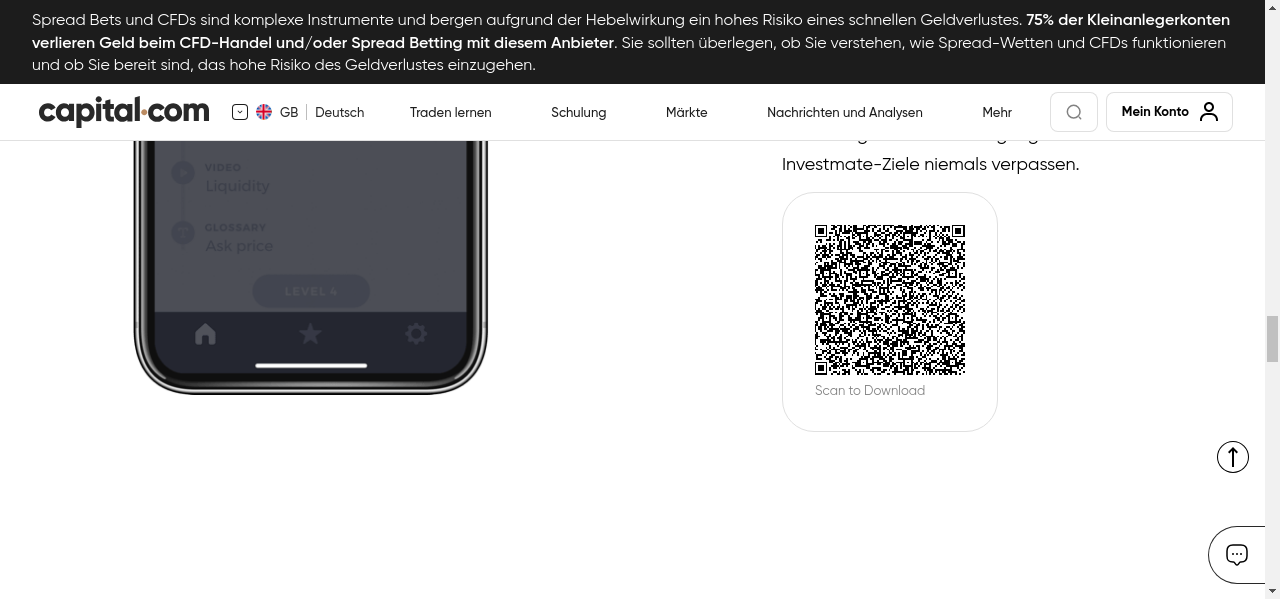 Spread Bets und CFDs sind komplexe Instrumente und bergen aufgrund der Hebelwirkung ein hohes Risiko eines schnellen Geldverlustes. 75% der Kleinanlegerkonten
verlieren Geld beim CFD-Handel und/oder Spread Betting mit diesem Anbieter. Sie sollten überlegen, ob Sie verstehen, wie Spread-Wetten und CFDs funktionieren
und ob Sie bereit sind, das hohe Risiko des Geldverlustes einzugehen.
capital.com GB Deutsch Traden lernen Schulung Märkte Nachrichten und Analysen Mehr Mein Konto
Investmate-Ziele niemals verpassen.
VIDEO
Liquidity
GLOSSARY
Ask price
LEVEL 4
Scan to Download